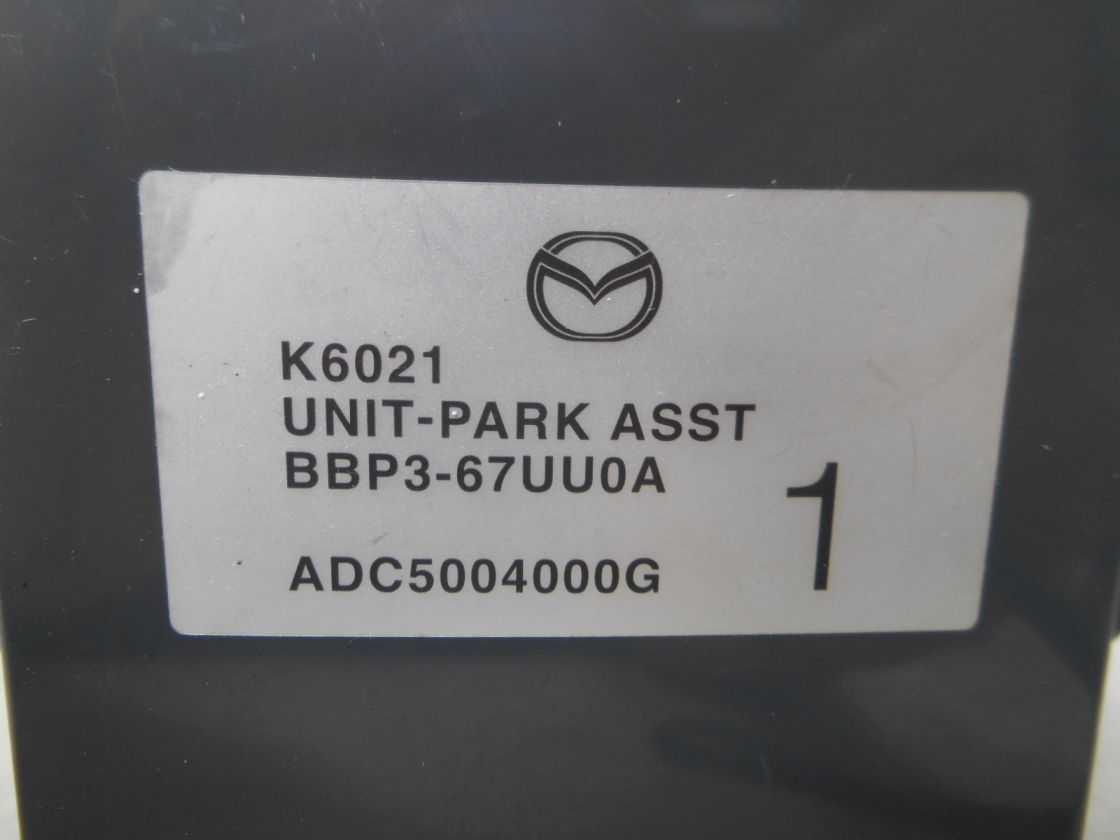 K6021
UNIT-PARK ASST
BBP3-67UU0A
1
ADC5004000G